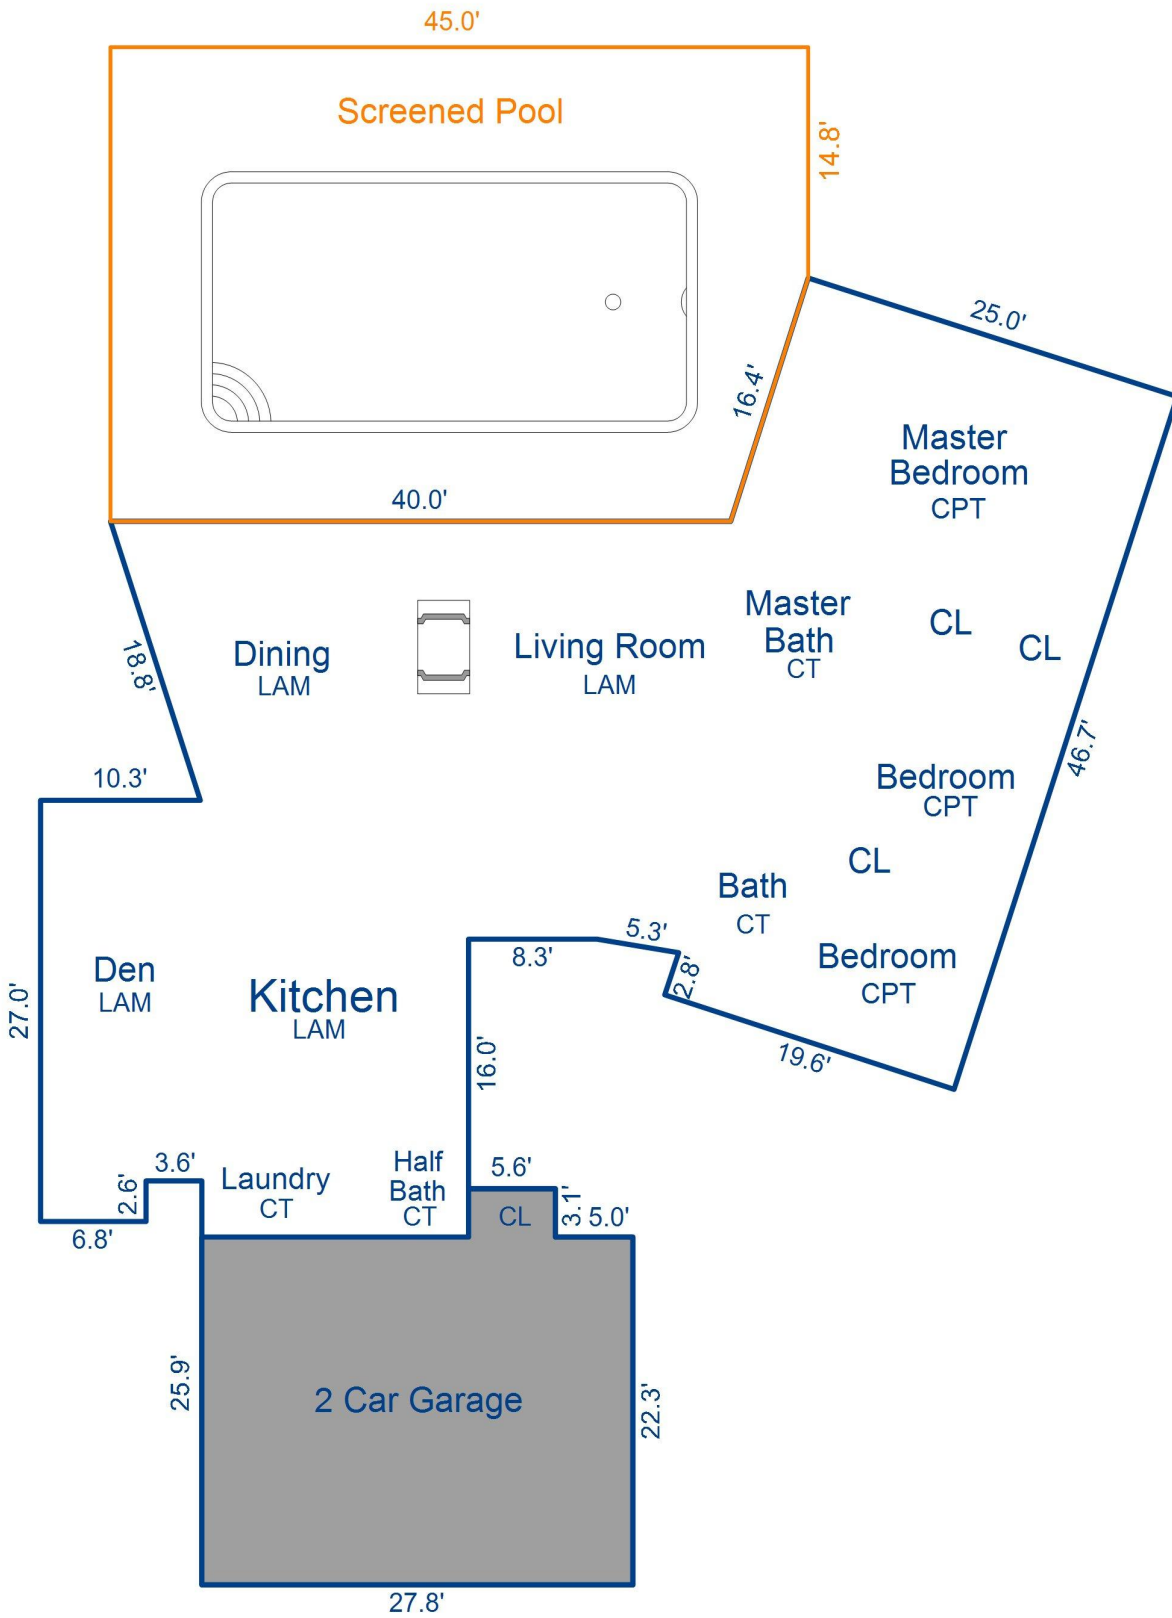 45.0'
Screened Pool
14.8'
25.0'
16.4'
Master
Bedroom
CPT
40.0'
Master
Bath
CT
CL
CL
Dining
LAM
Living Room
LAM
18.8'
46.7'
10.3'
Bedroom
CPT
CL
Bath
CT
5.3'
8.3'
2.8'
Bedroom
CPT
Den
LAM
Kitchen
LAM
27.0'
16.0'
19.6'
3.6'
2.6'
6.8'
Laundry
CT
Half
Bath
CT
5.6'
CL
3.1'
5.0'
25.9'
2 Car Garage
22.3'
27.8'